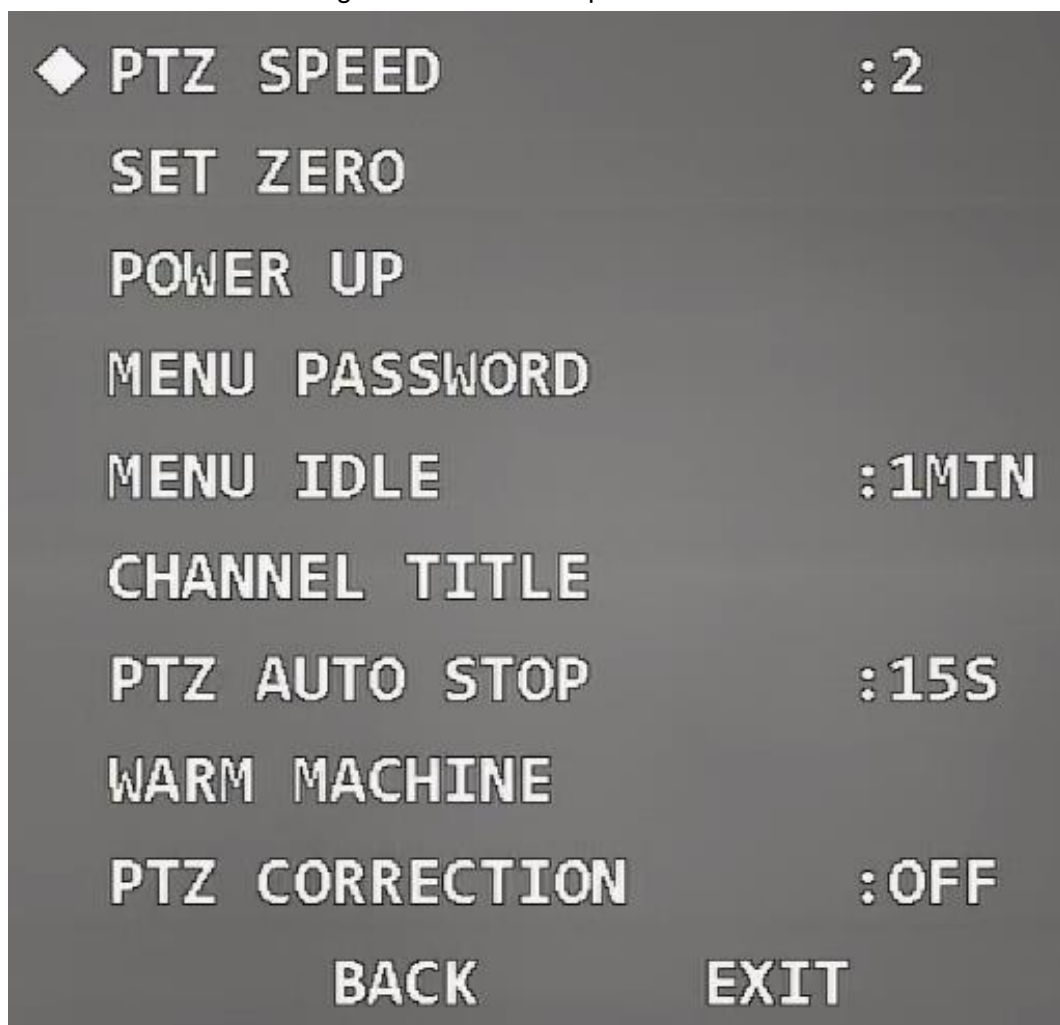 PTZ SPEED :2
SET ZERO
POWER UP
MENU PASSWORD
MENU IDLE :1MIN
CHANNEL TITLE
PTZ AUTO STOP :15S
WARM MACHINE
PTZ CORRECTION :OFF
BACK EXIT